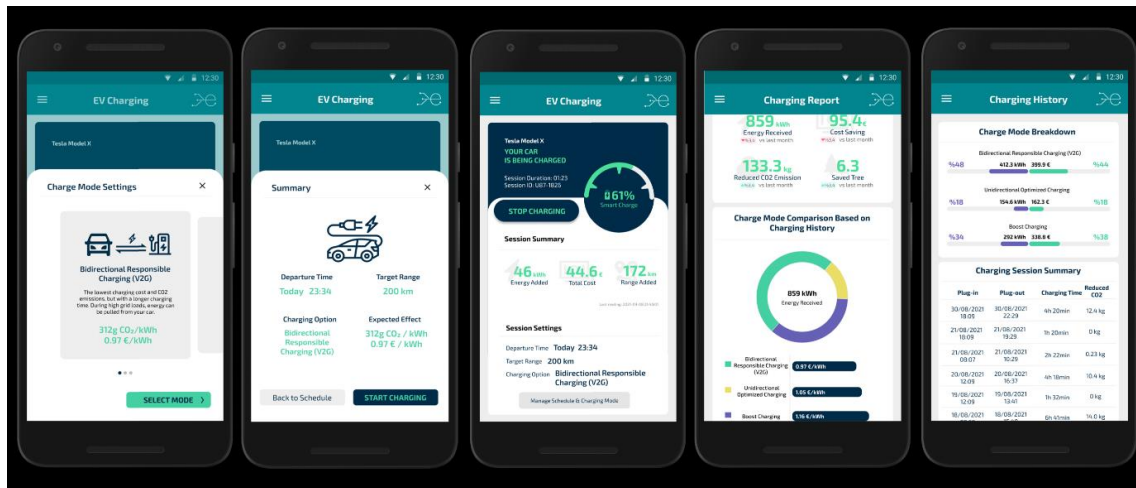 12:30
EV Charging
Tesla Model X
Charge Mode Settings
×
Bidirectional Responsible
Charging (V2G)
The lowest charging cost and CO2
emissions, but with a longer charging
time. During high grid loads, energy can
be pulled from your car.
312g CO₂/kWh
0.97 €/kWh
SELECT MODE >
12:30
EV Charging
Tesla Model X
Summary
×
Departure Time
Target Range
Today 23:34
200 km
Charging Option
Expected Effect
Bidirectional
Responsible
Charging (V2G)
312g CO₂ / kWh
0.97 € / kWh
Back to Schedule
START CHARGING
12:30
EV Charging
Tesla Model X
YOUR CAR
IS BEING CHARGED
Session Duration: 01:23
Session ID: U87-1825
61%
Smart Charge
STOP CHARGING
Session Summary
46 kWh
Energy Added
44.6 €
Total Cost
172 km
Range Added
Session Settings
Departure Time Today 23:34
Target Range 200 km
Charging Option Bidirectional Responsible
Charging (V2G)
Manage Schedule & Charging Mode
12:30
Charging Report
859 kWh
Energy Received
vs last month
95.4 €
Cost Saving
vs last month
133.3 kg
Reduced CO2 Emission
vs last month
6.3
Saved Tree
vs last month
Charge Mode Comparison Based on
Charging History
859 kWh
Energy Received
Bidirectional
Responsible Charging
(V2G)
0.97 €/kWh
Unidirectional
Optimized Charging
1.05 €/kWh
Boost Charging
1.16 €/kWh
12:30
Charging History
Charge Mode Breakdown
Bidirectional Responsible Charging (V2G)
%48 412.3 kWh 399.9 € %44
Unidirectional Optimized Charging
%18 154.6 kWh 162.3 € %18
Boost Charging
%34 292 kWh 338.8 € %38
Charging Session Summary
Plug-in Plug-out Charging Time Reduced CO2
30/08/2021 18:05 30/08/2021 22:29 4h 20min 12.4 kg
21/08/2021 18:09 21/08/2021 19:29 1h 20min 0 kg
21/08/2021 08:07 21/08/2021 10:29 2h 22min 0.23 kg
20/08/2021 12:09 20/08/2021 16:37 4h 18min 10.4 kg
19/08/2021 12:09 19/08/2021 13:41 1h 32min 0 kg
18/08/2021 18/08/2021 6h 41min 14.0 kg